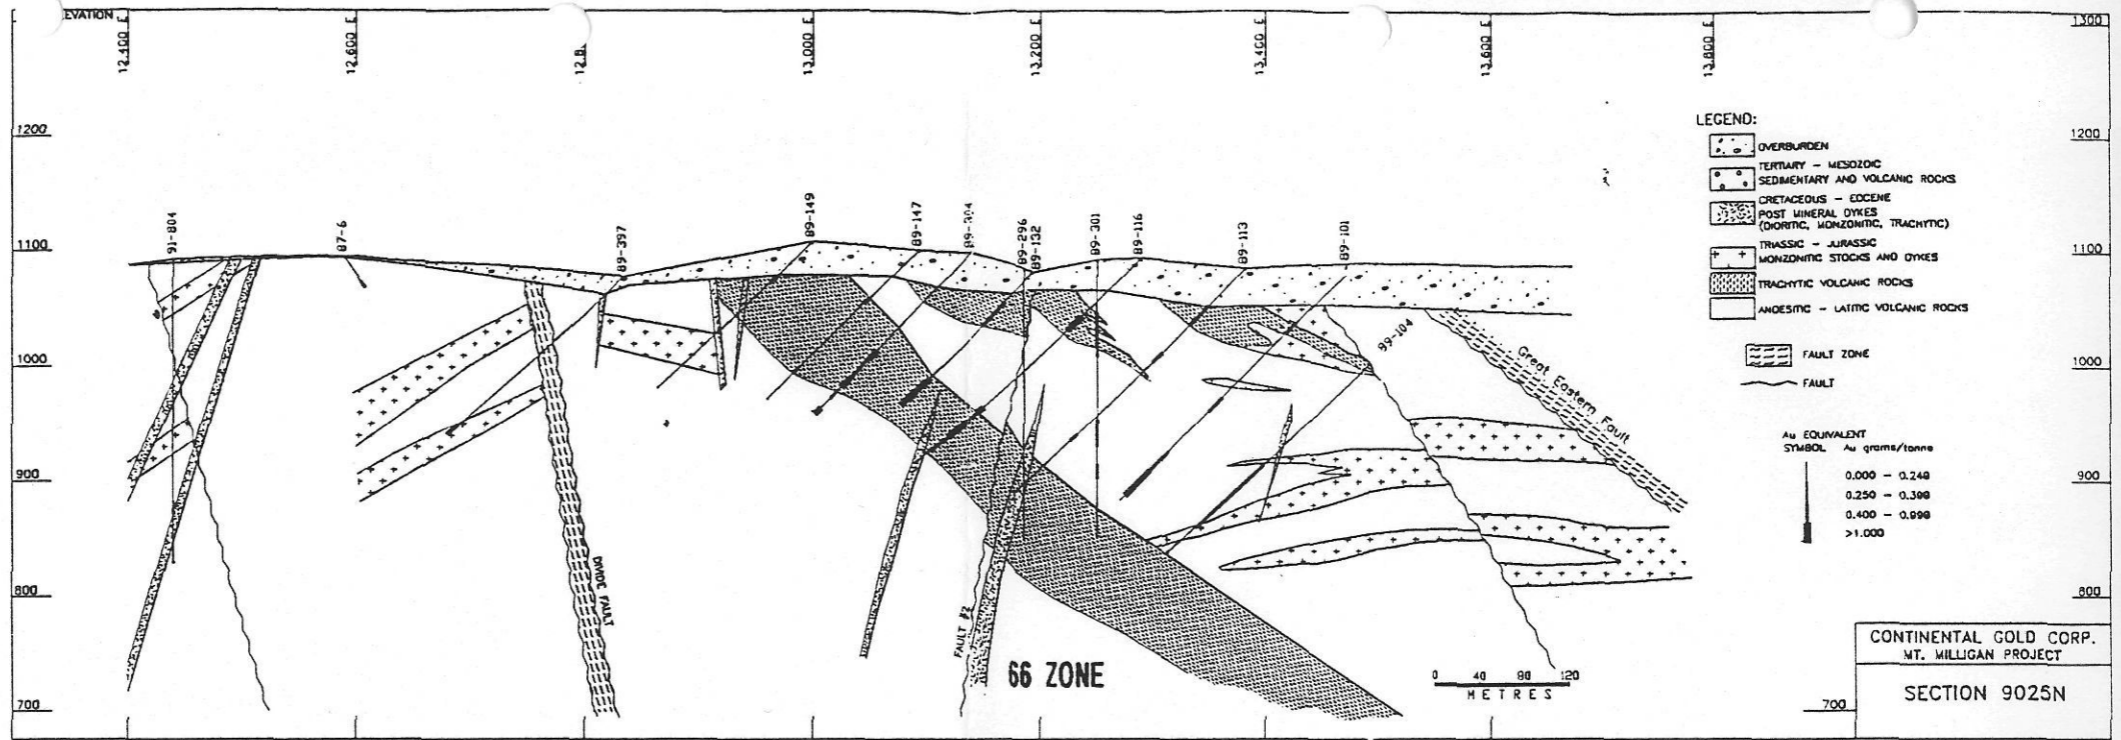 EVATION
12,400 E
12,600 E
12,8
13,000 E
13,200 E
13,400 E
13,600 E
13,800 E
1300
1200
1200
1100
1100
1000
1000
900
900
800
800
700
700
91-804
87-6
89-397
89-149
89-147
89-304
89-296
89-132
89-301
89-116
89-113
89-101
99-104
Great Eastern Fault
DIVIDE FAULT
FAULT #2
66 ZONE
LEGEND:
OVERBURDEN
TERTIARY - MESOZOIC
SEDIMENTARY AND VOLCANIC ROCKS
CRETACEOUS - EOCENE
POST MINERAL DYKES
(DIORITIC, MONZONITIC, TRACHYTIC)
TRIASSIC - JURASSIC
MONZONITIC STOCKS AND DYKES
TRACHYTIC VOLCANIC ROCKS
ANDESITIC - LATITIC VOLCANIC ROCKS
FAULT ZONE
FAULT
Au EQUIVALENT
SYMBOL Au grams/tonne
0.000 - 0.249
0.250 - 0.399
0.400 - 0.999
>1.000
0 40 80 120
METRES
CONTINENTAL GOLD CORP.
MT. MILLIGAN PROJECT
SECTION 9025N